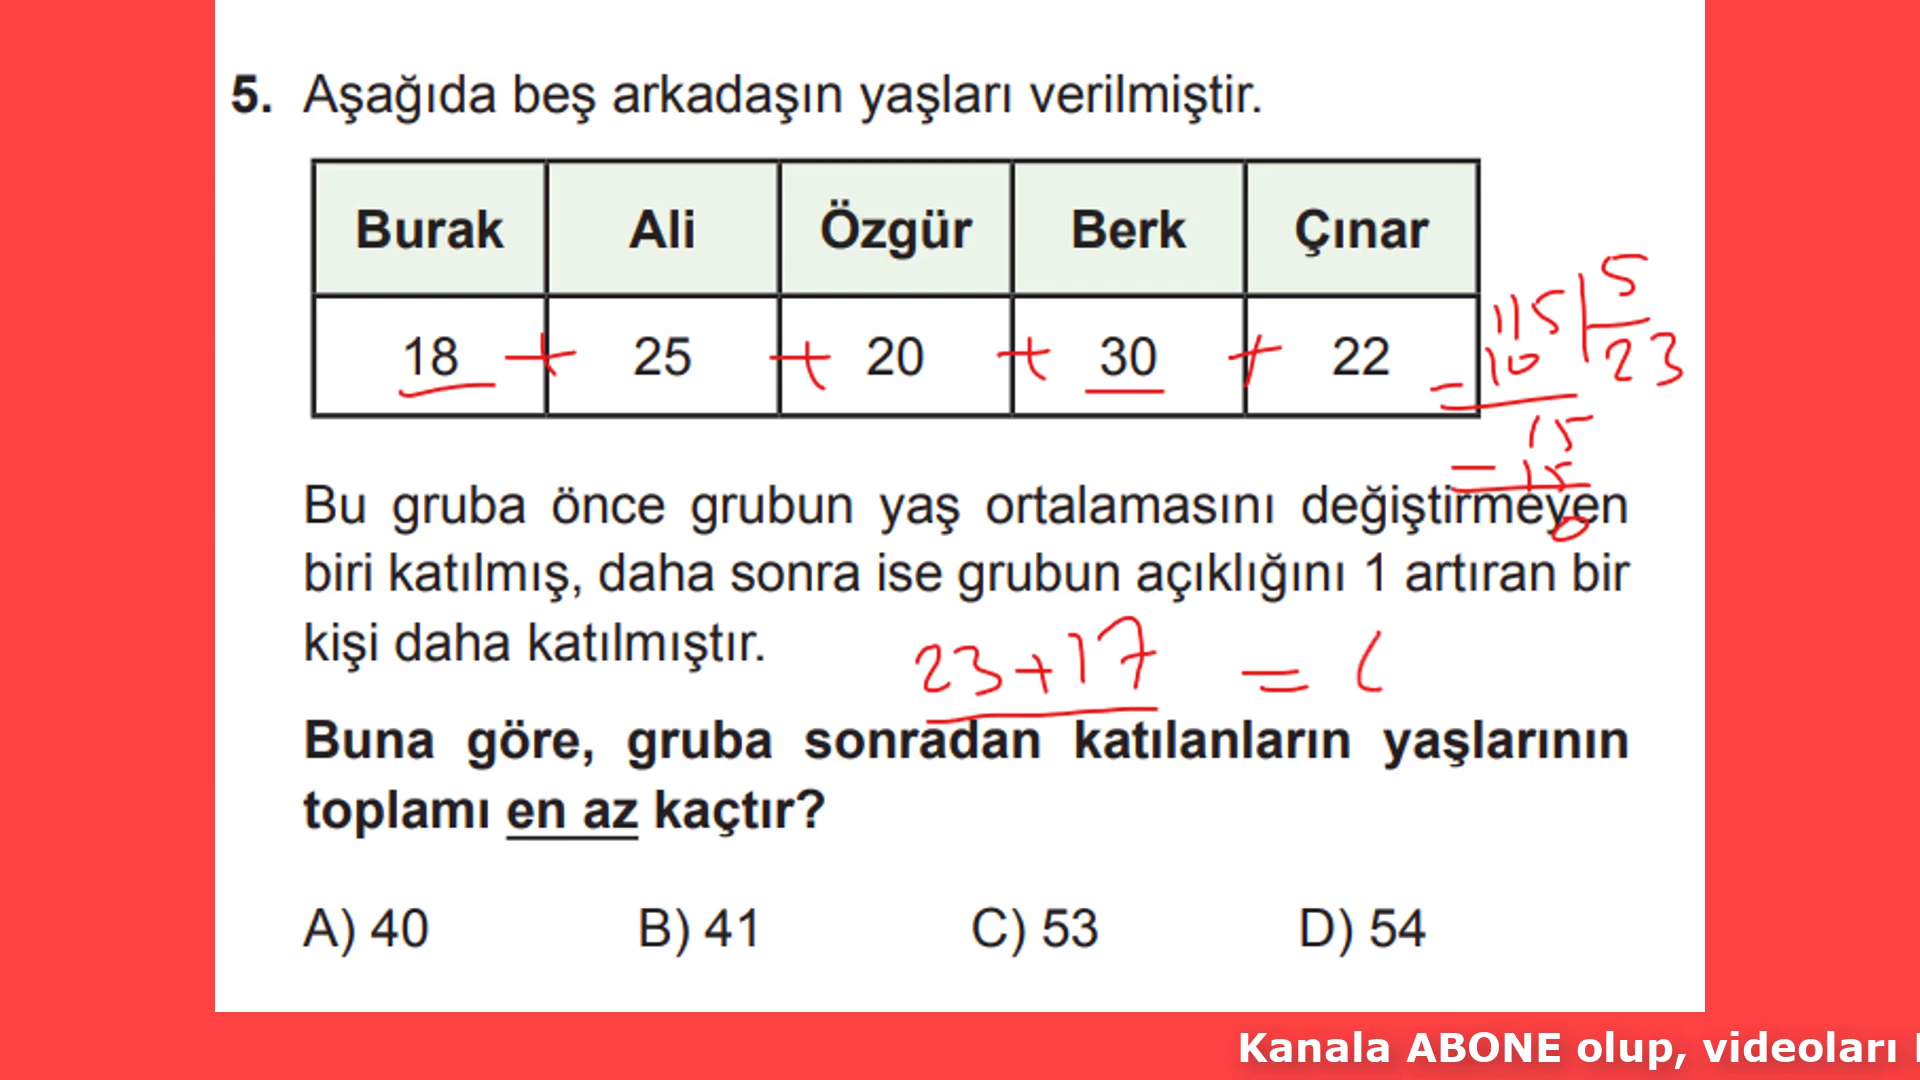 5. Aşağıda beş arkadaşın yaşları verilmiştir.
Burak Ali Özgür Berk Çınar
18 + 25 + 20 + 30 + 22
115 5
10 23
- 15
- 15
0
Bu gruba önce grubun yaş ortalamasını değiştirmeyen
biri katılmış, daha sonra ise grubun açıklığını 1 artıran bir
kişi daha katılmıştır.
23+17 = (
Buna göre, gruba sonradan katılanların yaşlarının
toplamı en az kaçtır?
A) 40 B) 41 C) 53 D) 54
Kanala ABONE olup, videoları